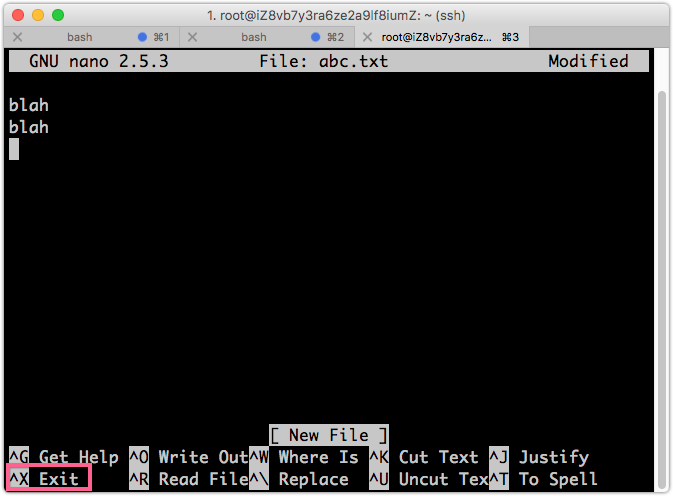 1. root@iZ8vb7y3ra6ze2a9lf8iumZ: ~ (ssh)
bash ⌘1 bash ⌘2 root@iZ8vb7y3ra6z... ⌘3
GNU nano 2.5.3 File: abc.txt Modified
blah
blah
[ New File ]
^G Get Help ^O Write Out^W Where Is ^K Cut Text ^J Justify
^X Exit ^R Read File^\ Replace ^U Uncut Tex^T To Spell